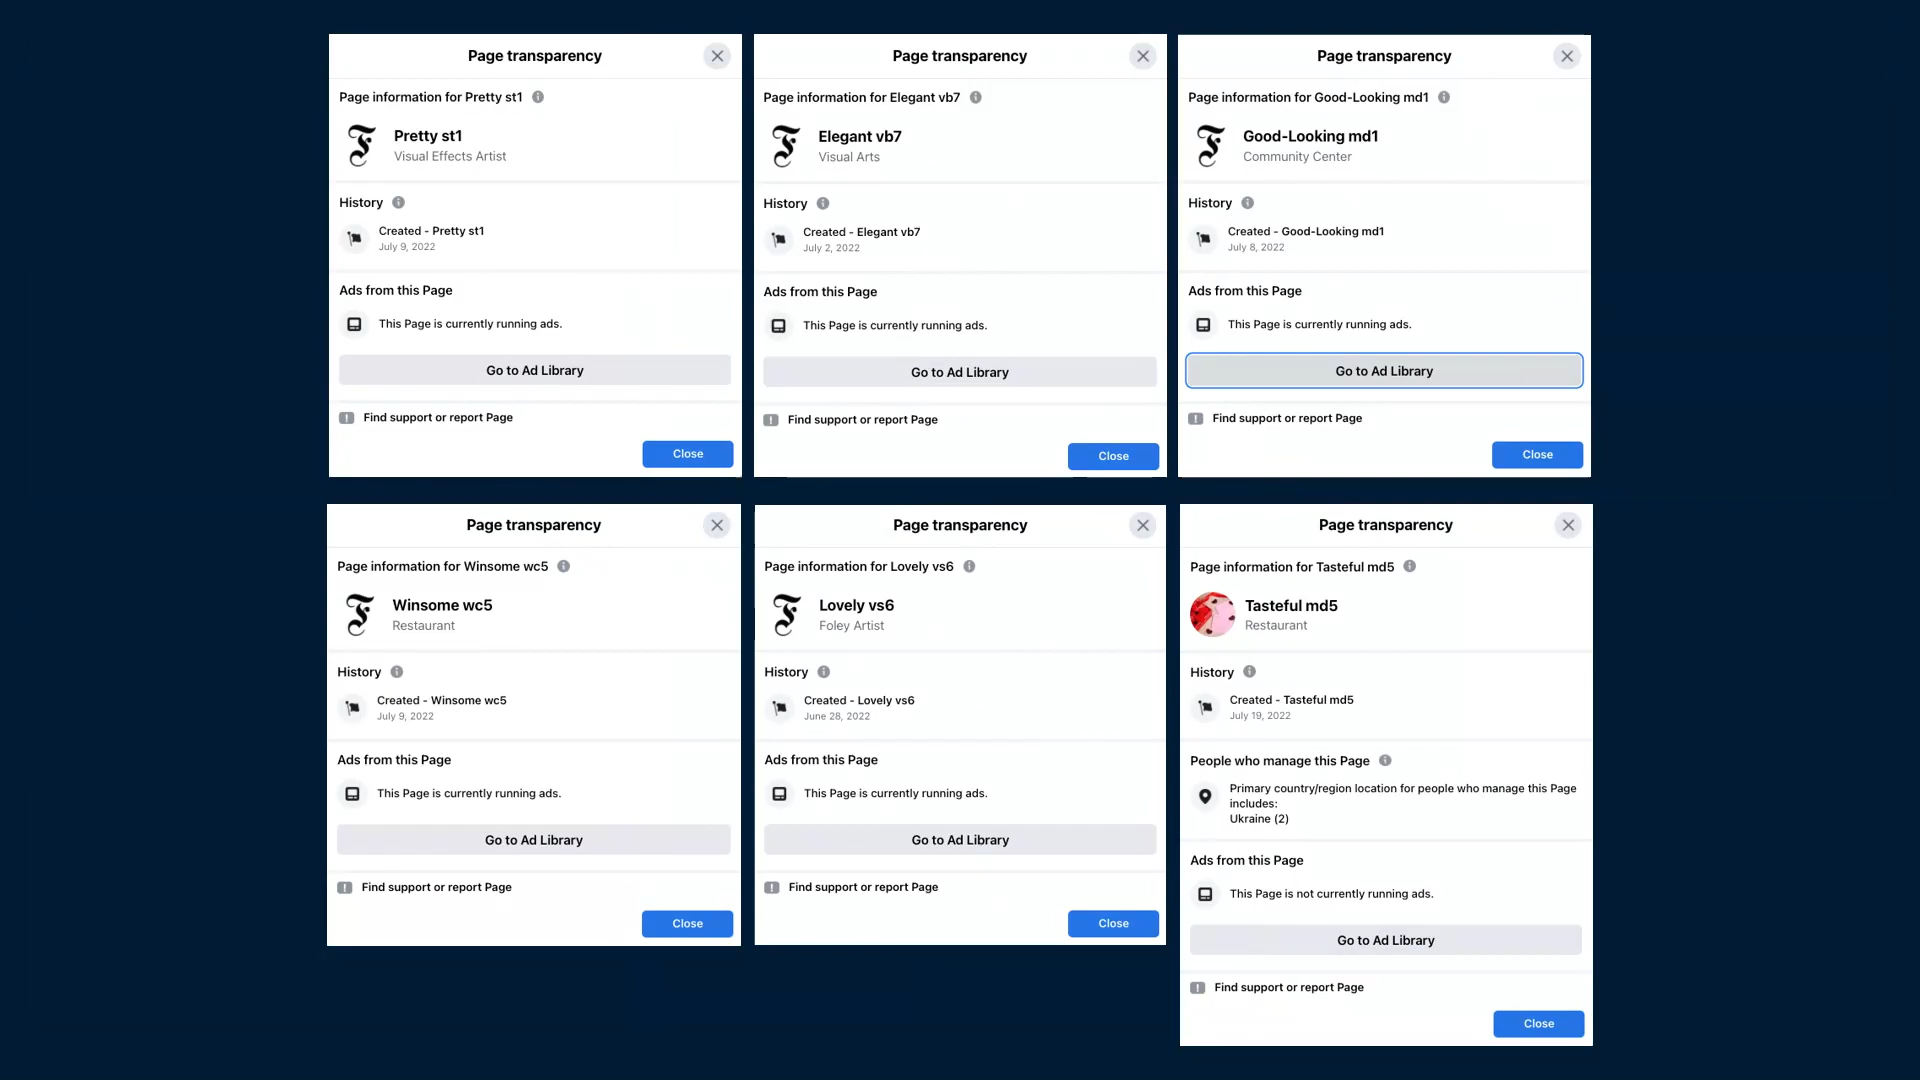 Page transparency
Page information for Pretty st1
Pretty st1
Visual Effects Artist
History
Created - Pretty st1
July 9, 2022
Ads from this Page
This Page is currently running ads.
Go to Ad Library
Find support or report Page
Close
Page transparency
Page information for Elegant vb7
Elegant vb7
Visual Arts
History
Created - Elegant vb7
July 2, 2022
Ads from this Page
This Page is currently running ads.
Go to Ad Library
Find support or report Page
Close
Page transparency
Page information for Good-Looking md1
Good-Looking md1
Community Center
History
Created - Good-Looking md1
July 8, 2022
Ads from this Page
This Page is currently running ads.
Go to Ad Library
Find support or report Page
Close
Page transparency
Page information for Winsome wc5
Winsome wc5
Restaurant
History
Created - Winsome wc5
July 9, 2022
Ads from this Page
This Page is currently running ads.
Go to Ad Library
Find support or report Page
Close
Page transparency
Page information for Lovely vs6
Lovely vs6
Foley Artist
History
Created - Lovely vs6
June 28, 2022
Ads from this Page
This Page is currently running ads.
Go to Ad Library
Find support or report Page
Close
Page transparency
Page information for Tasteful md5
Tasteful md5
Restaurant
History
Created - Tasteful md5
July 19, 2022
People who manage this Page
Primary country/region location for people who manage this Page
includes:
Ukraine (2)
Ads from this Page
This Page is not currently running ads.
Go to Ad Library
Find support or report Page
Close